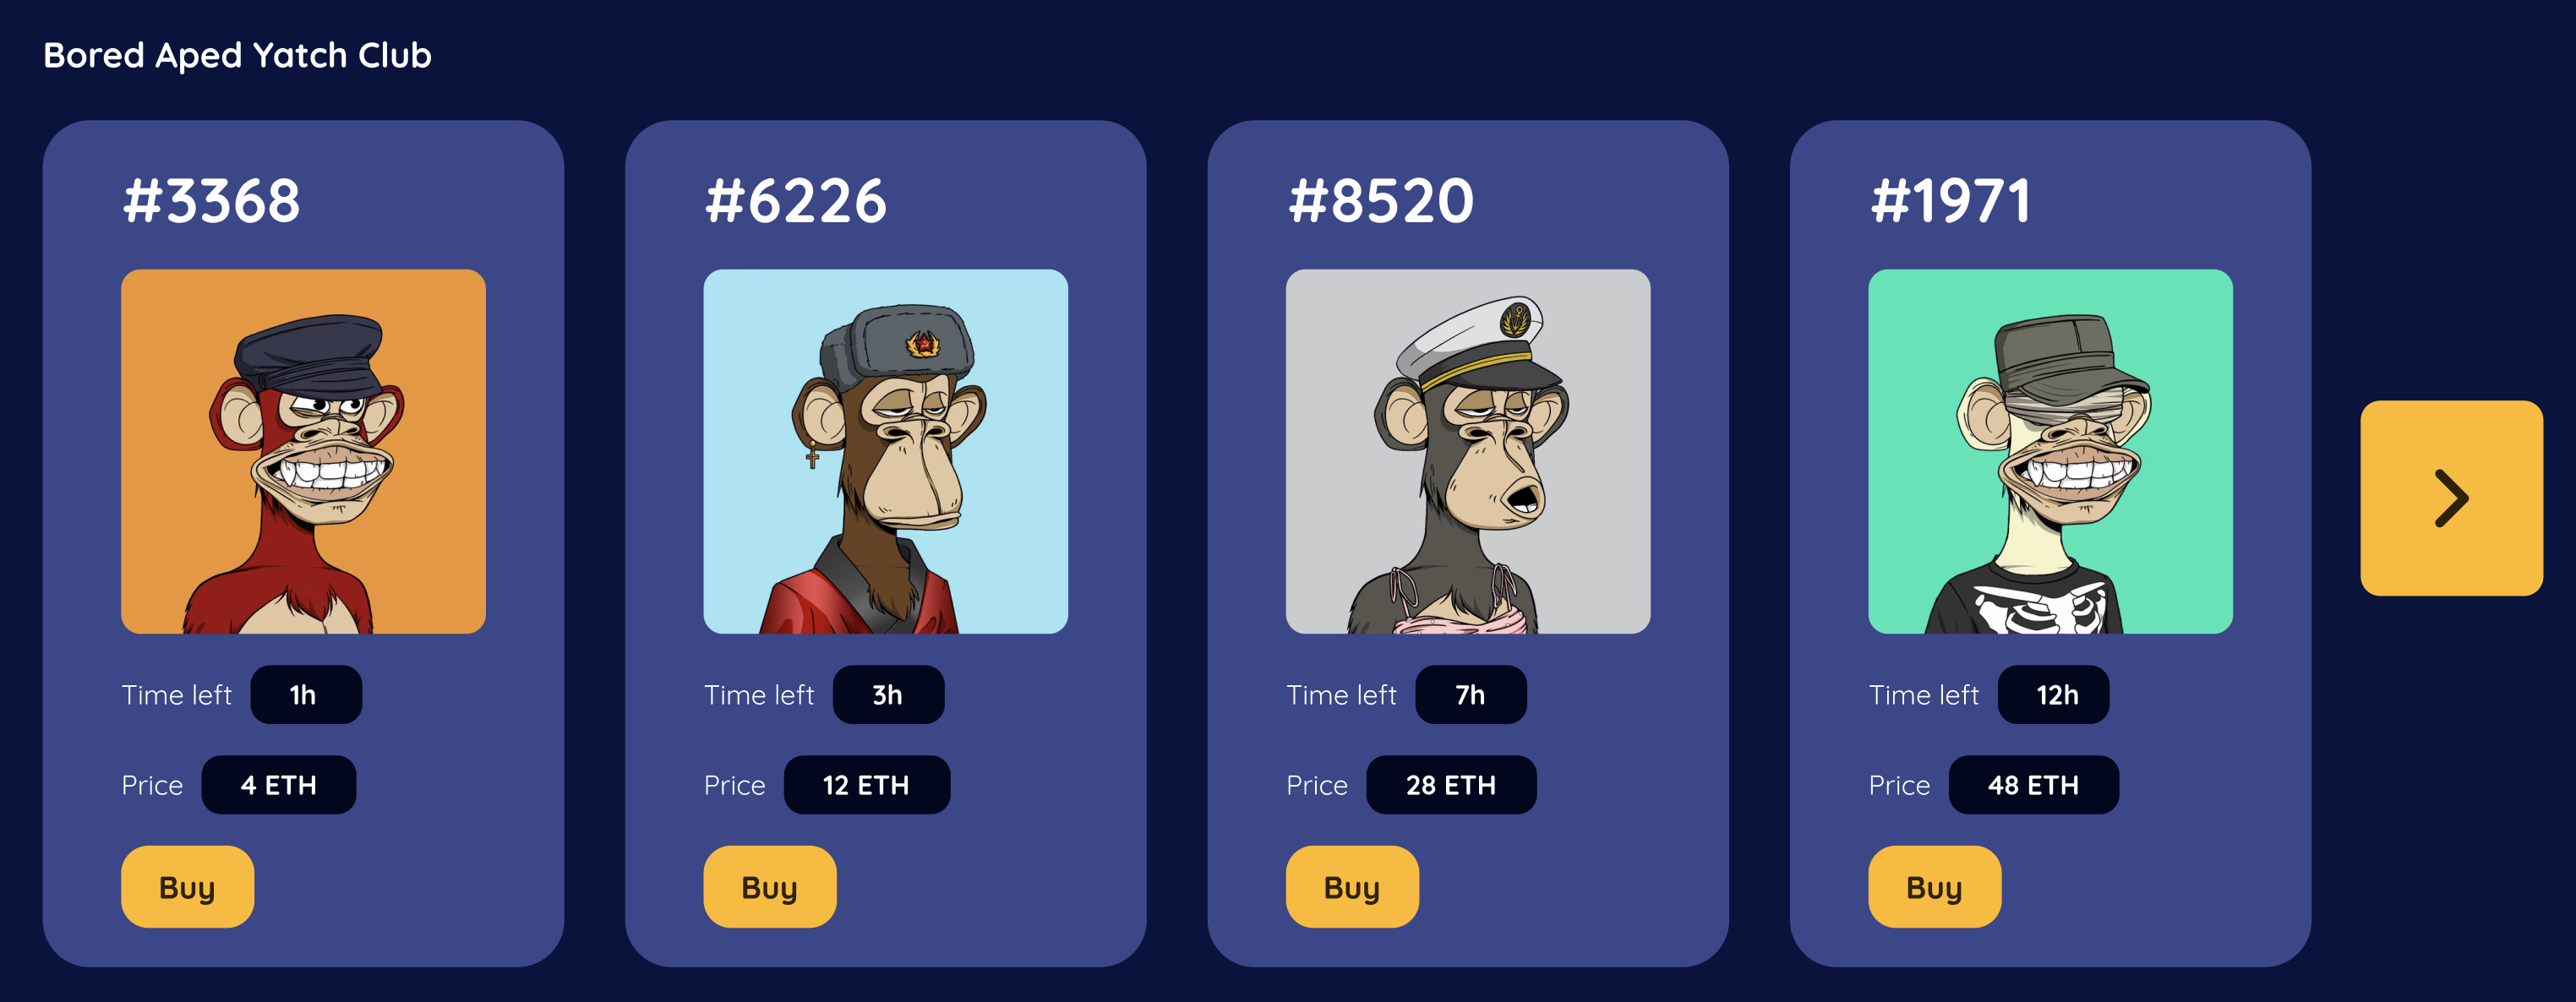 Bored Aped Yatch Club
#3368
Time left 1h
Price 4 ETH
Buy
#6226
Time left 3h
Price 12 ETH
Buy
#8520
Time left 7h
Price 28 ETH
Buy
#1971
Time left 12h
Price 48 ETH
Buy